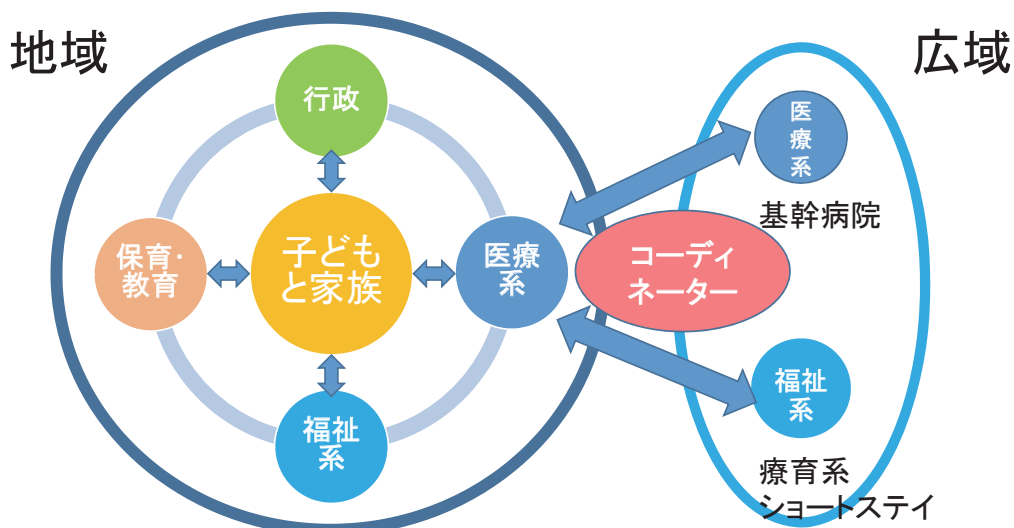 地域
広域
行政
保育・
教育
子ども
と家族
医療
系
福祉
系
コーディ
ネーター
医
療
系
基幹病院
福祉
系
療育系
ショートステイ